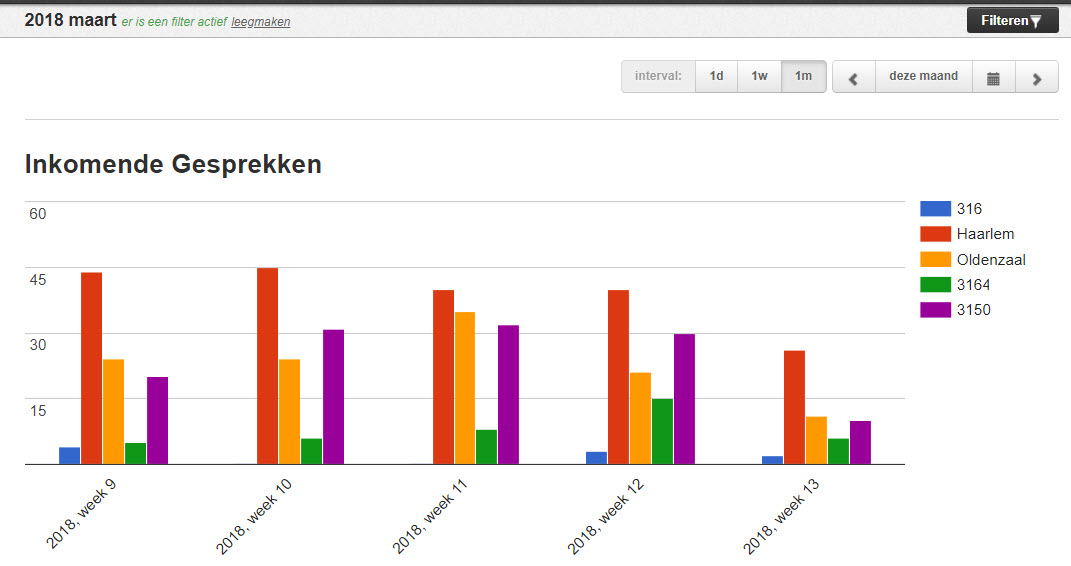 2018 maart er is een filter actief leegmaken
Filteren
interval: 1d 1w 1m deze maand
Inkomende Gesprekken
60
45
30
15
2018, week 9
2018, week 10
2018, week 11
2018, week 12
2018, week 13
316
Haarlem
Oldenzaal
3164
3150